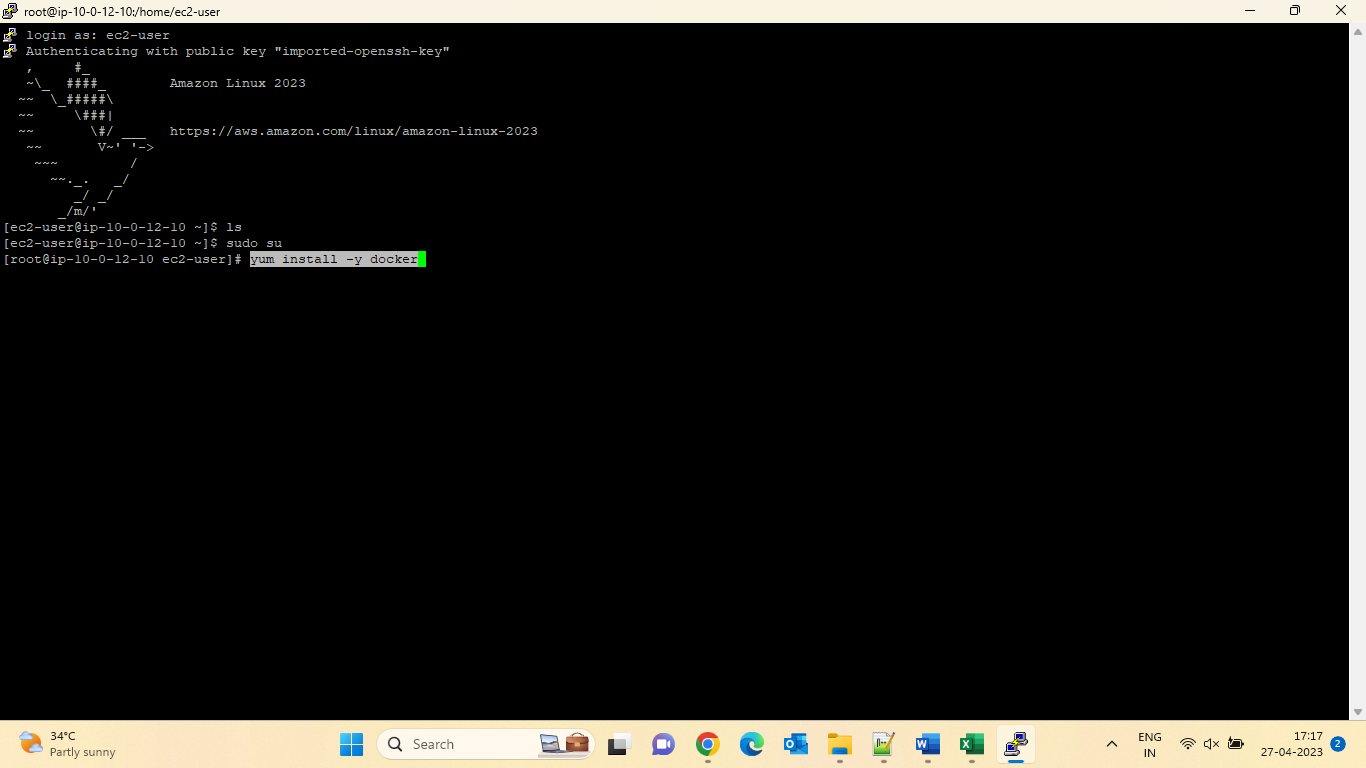 root@ip-10-0-12-10:/home/ec2-user
login as: ec2-user
Authenticating with public key "imported-openssh-key"
   ,     #_
   ~\_  ####_        Amazon Linux 2023
  ~~  \_#####\
  ~~     \###|
  ~~       \#/ ___   https://aws.amazon.com/linux/amazon-linux-2023
   ~~       V~' '->
    ~~~         /
      ~~._.   _/
         _/ _/
       _/m/'
[ec2-user@ip-10-0-12-10 ~]$ ls
[ec2-user@ip-10-0-12-10 ~]$ sudo su
[root@ip-10-0-12-10 ec2-user]# yum install -y docker
34°C
Partly sunny
Search
ENG
IN
17:17
27-04-2023
2